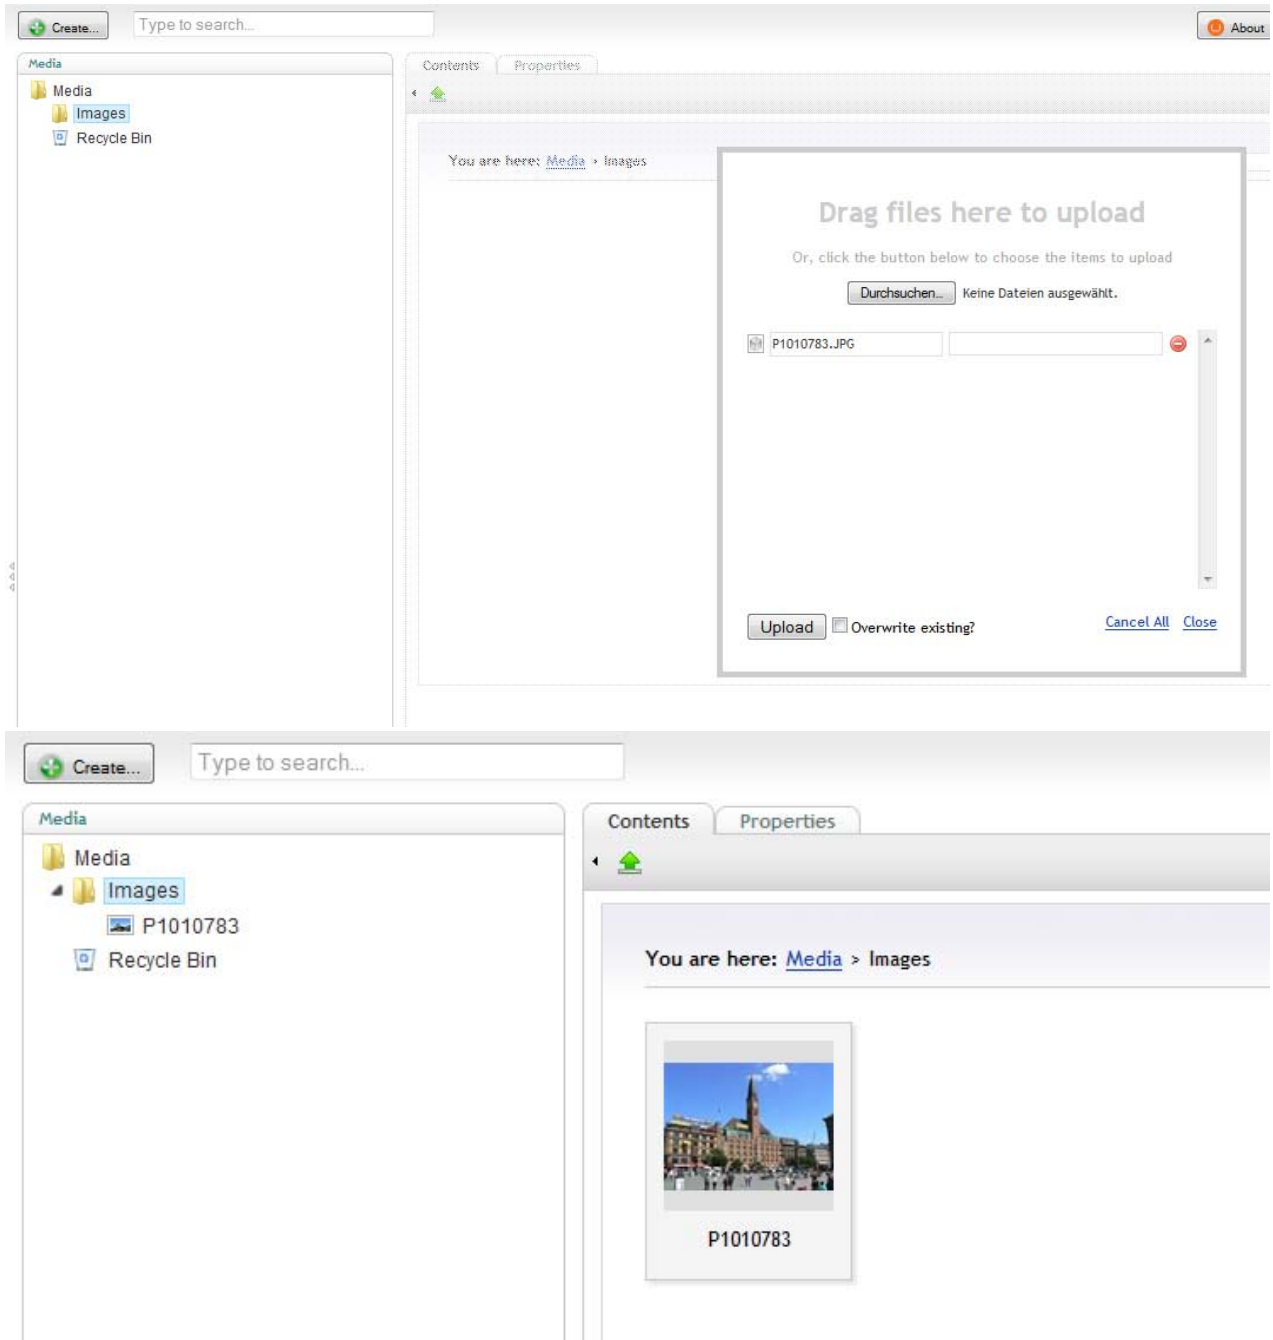 Create...
Type to search...
About
Media
Media
Images
Recycle Bin
Contents
Properties
You are here: Media › Images
Drag files here to upload
Or, click the button below to choose the items to upload
Durchsuchen... Keine Dateien ausgewählt.
P1010783.JPG
Upload
Overwrite existing?
Cancel All
Close
Create...
Type to search...
Media
Media
Images
P1010783
Recycle Bin
Contents
Properties
You are here: Media > Images
P1010783